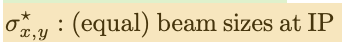 σ*x,y : (equal) beam sizes at IP